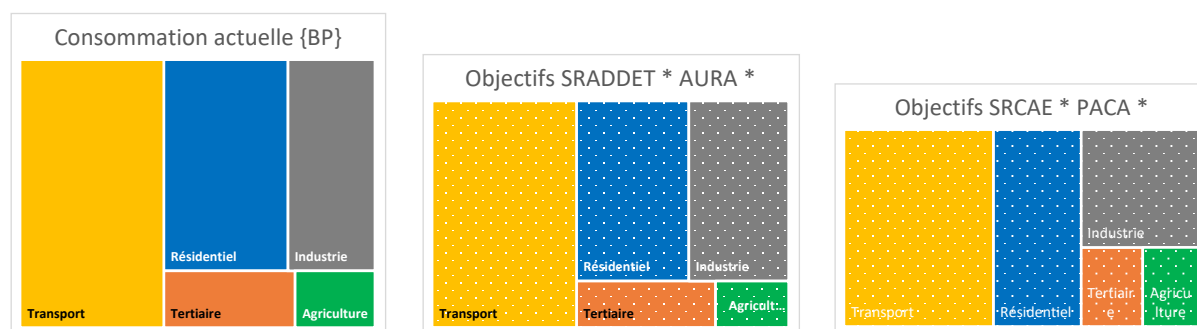 Consommation actuelle {BP}
Résidentiel
Industrie
Transport
Tertiaire
Agriculture
Objectifs SRADDET * AURA *
Résidentiel
Industrie
Transport
Tertiaire
Agricult...
Objectifs SRCAE * PACA *
Industrie
Transport
Résidentiel
Tertiair
e
Agricu
lture